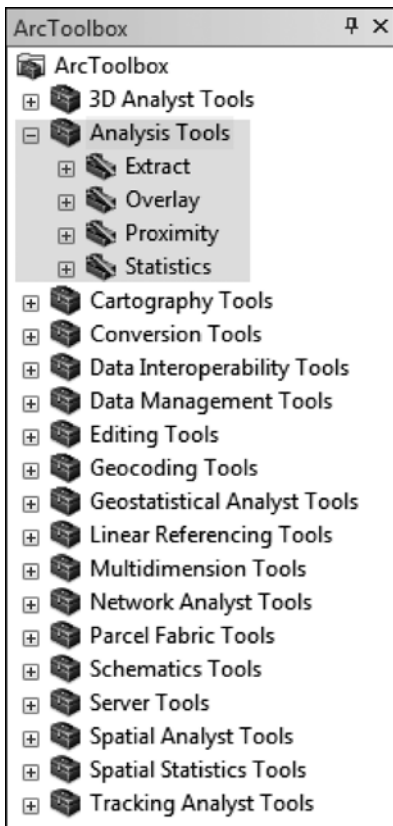 ArcToolbox
ArcToolbox
3D Analyst Tools
Analysis Tools
Extract
Overlay
Proximity
Statistics
Cartography Tools
Conversion Tools
Data Interoperability Tools
Data Management Tools
Editing Tools
Geocoding Tools
Geostatistical Analyst Tools
Linear Referencing Tools
Multidimension Tools
Network Analyst Tools
Parcel Fabric Tools
Schematics Tools
Server Tools
Spatial Analyst Tools
Spatial Statistics Tools
Tracking Analyst Tools